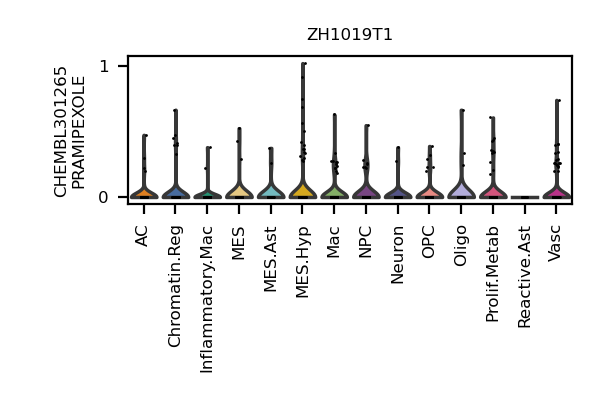 ZH1019T1
CHEMBL301265
PRAMIPEXOLE
1
0
AC
Chromatin.Reg
Inflammatory.Mac
MES
MES.Ast
MES.Hyp
Mac
NPC
Neuron
OPC
Oligo
Prolif.Metab
Reactive.Ast
Vasc